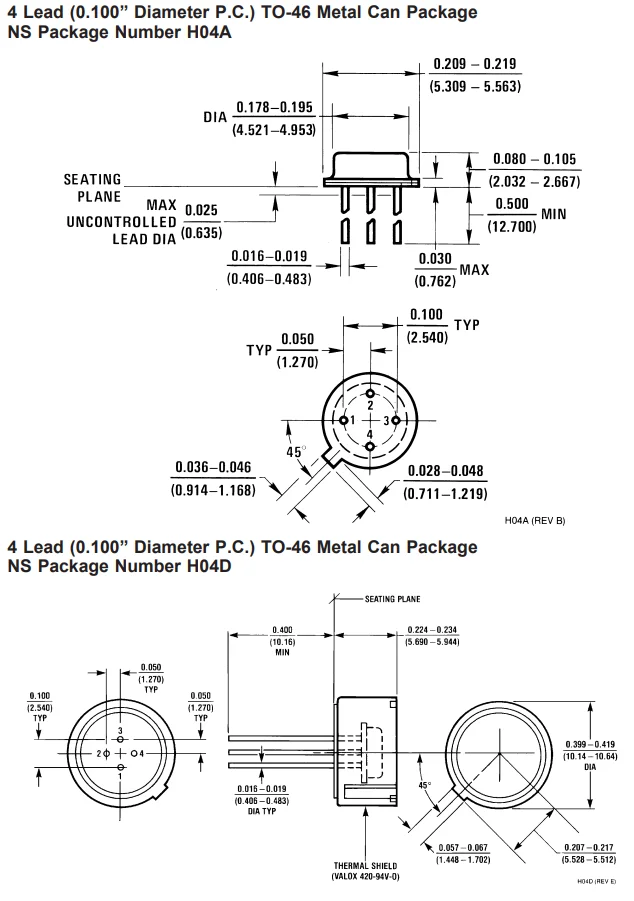 4 Lead (0.100” Diameter P.C.) TO-46 Metal Can Package
NS Package Number H04A
0.209 – 0.219
(5.309 - 5.563)
DIA
0.178–0.195
(4.521-4.953)
0.080 – 0.105
(2.032 – 2.667)
SEATING
PLANE
MAX
UNCONTROLLED
LEAD DIA
0.025
(0.635)
0.500
(12.700)
MIN
0.016–0.019
(0.406-0.483)
0.030
(0.762)
MAX
0.100
(2.540)
TYP
TYP
0.050
(1.270)
2
1
3
4
45°
0.036-0.046
(0.914-1.168)
0.028-0.048
(0.711-1.219)
H04A (REV B)
4 Lead (0.100” Diameter P.C.) TO-46 Metal Can Package
NS Package Number H04D
SEATING PLANE
0.400
(10.16)
MIN
0.224 – 0.234
(5.690 - 5.944)
0.050
(1.270)
TYP
0.100
(2.540)
TYP
0.050
(1.270)
TYP
3
2
4
1
0.016-0.019
(0.406-0.483)
DIA TYP
0.399 –0.419
(10.14 – 10.64)
DIA
45°
0.057 –0.067
(1.448 - 1.702)
0.207 –0.217
(5.528 – 5.512)
THERMAL SHIELD
(VALOX 420-94V-O)
H04D (REV E)